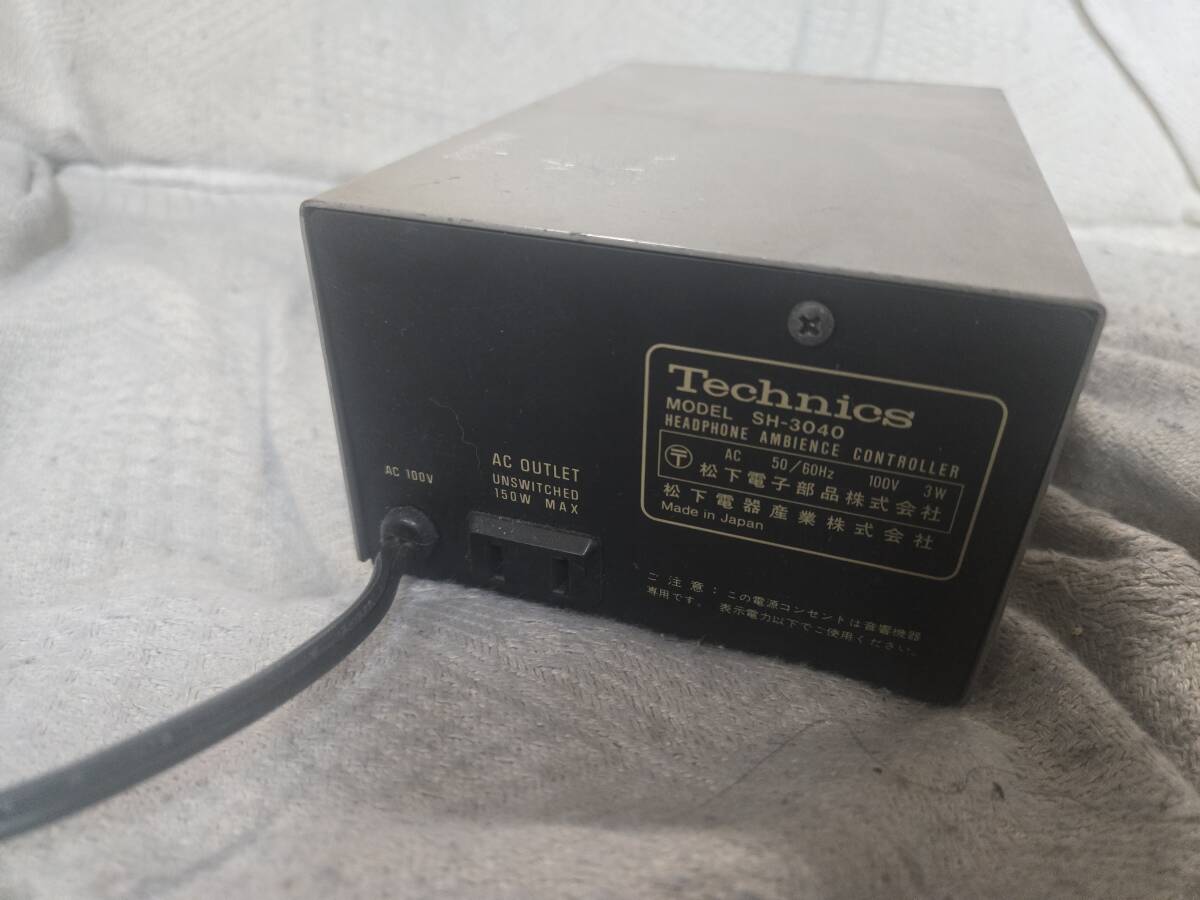 AC 100V
AC OUTLET
UNSWITCHED
150W MAX
Technics
MODEL SH-3040
HEADPHONE AMBIENCE CONTROLLER
〒 AC 50/60Hz 100V 3W
松下電子部品株式会社
松下電器産業株式会社
Made in Japan
ご注意：この電源コンセントは音響機器
専用です。表示電力以下でご使用ください。